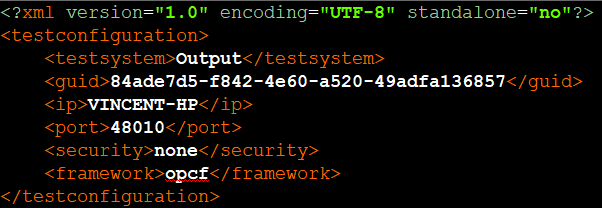 <?xml version="1.0" encoding="UTF-8" standalone="no"?>
<testconfiguration>
    <testsystem>Output</testsystem>
    <guid>84ade7d5-f842-4e60-a520-49adfa136857</guid>
    <ip>VINCENT-HP</ip>
    <port>48010</port>
    <security>none</security>
    <framework>opcf</framework>
</testconfiguration>